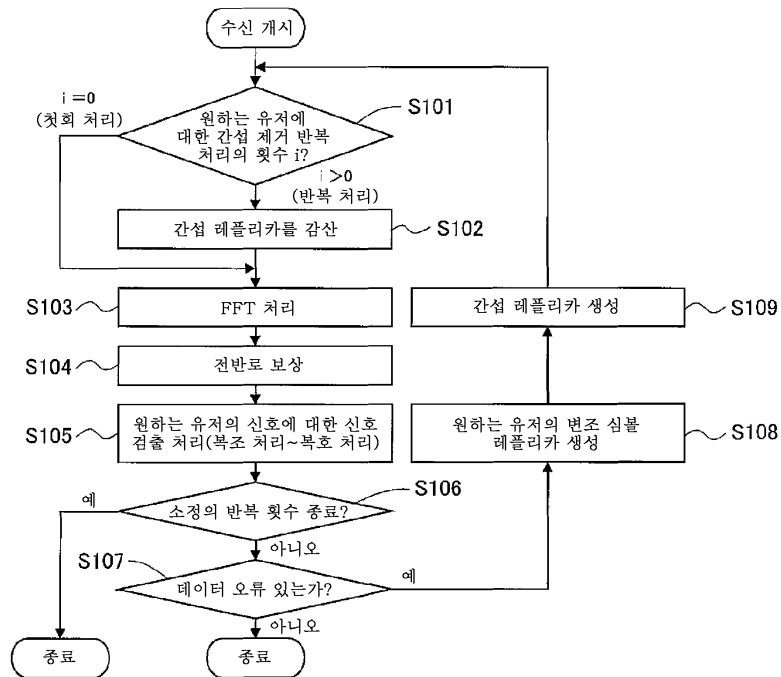 수신 개시
i=0
(첫회 처리)
원하는 유저에
대한 간섭 제거 반복
처리의 횟수 i?
S101
i>0
(반복 처리)
간섭 레플리카를 감산
S102
S103
FFT 처리
간섭 레플리카 생성
S109
S104
전반로 보상
S105
원하는 유저의 신호에 대한 신호
검출 처리(복조 처리~복호 처리)
원하는 유저의 변조 심볼
레플리카 생성
S108
예
소정의 반복 횟수 종료?
S106
아니오
S107
데이터 오류 있는가?
예
아니오
종료
종료